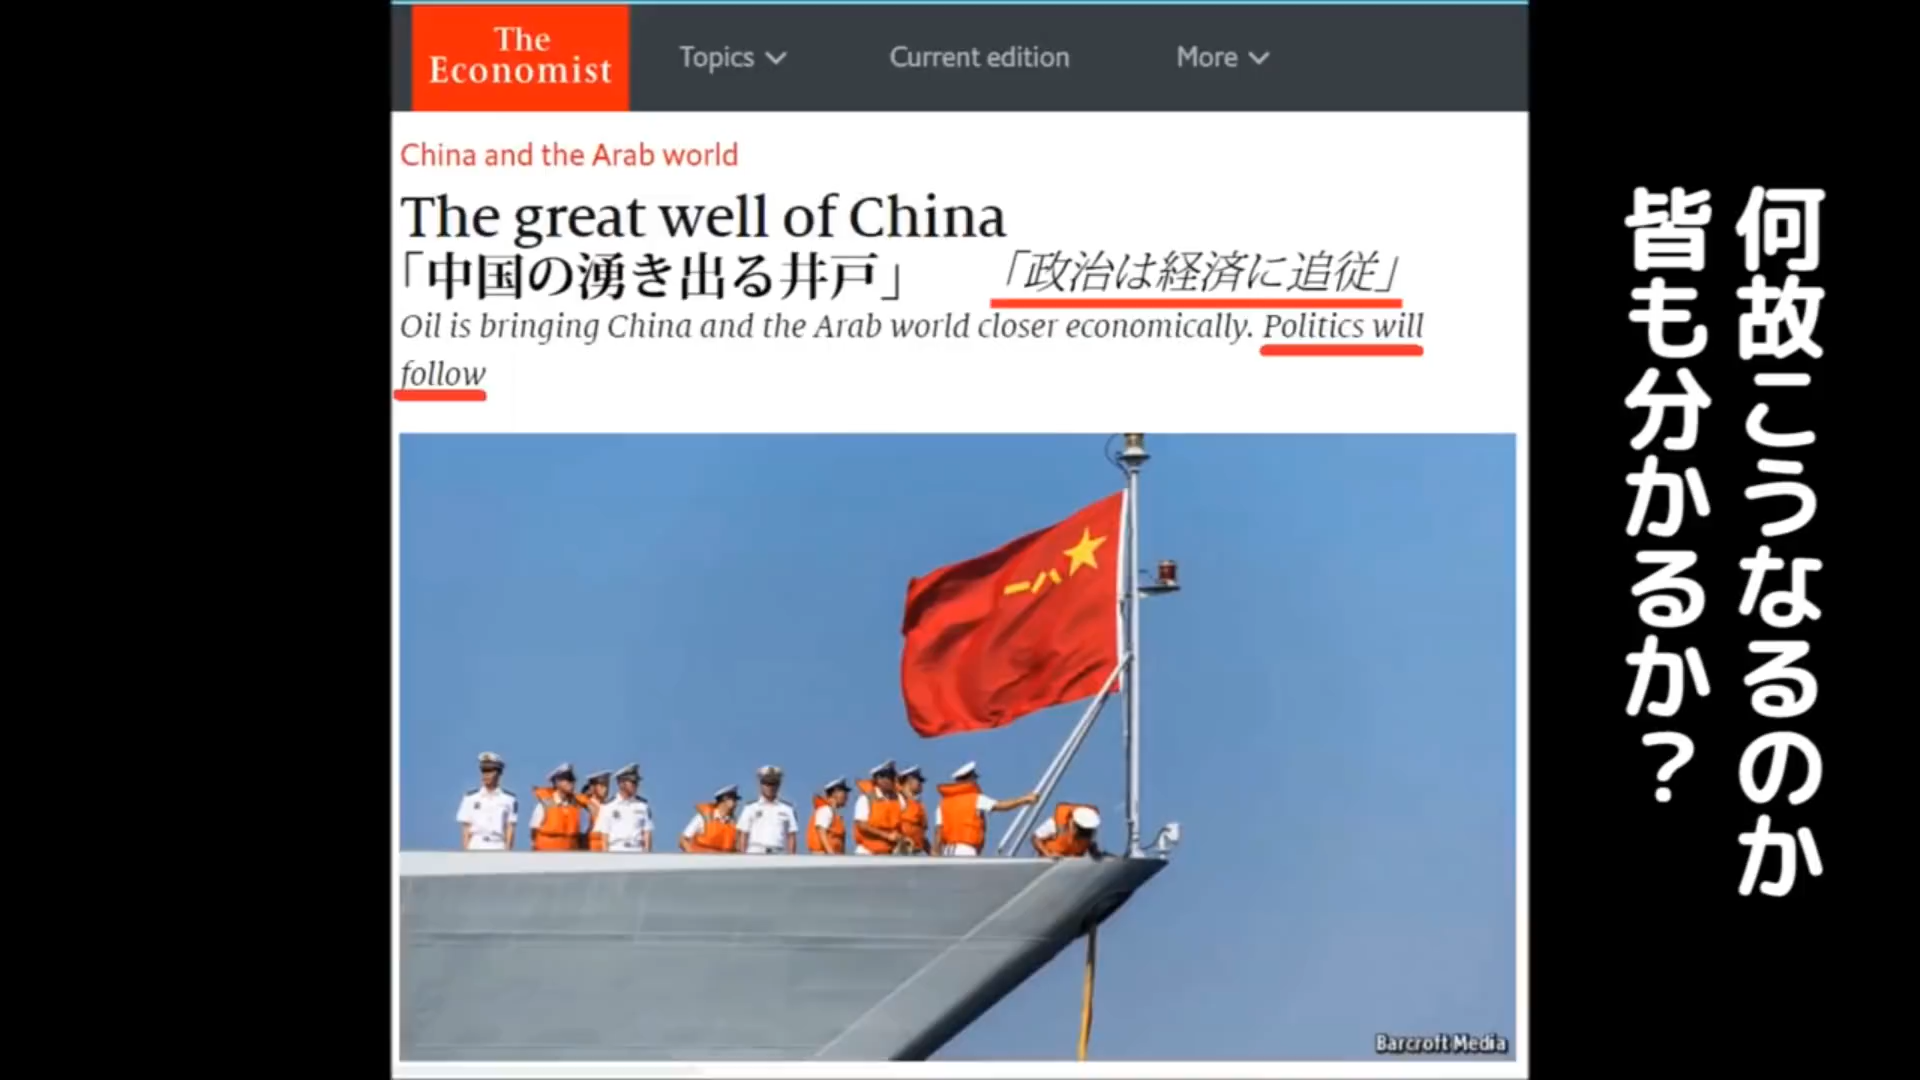 The
Economist
Topics
Current edition
More
China and the Arab world
The great well of China
「中国の湧き出る井戸」
「政治は経済に追従」
Oil is bringing China and the Arab world closer economically. Politics will
follow
一八
Barcroft Media
何故こうなるのか
皆も分かるか？